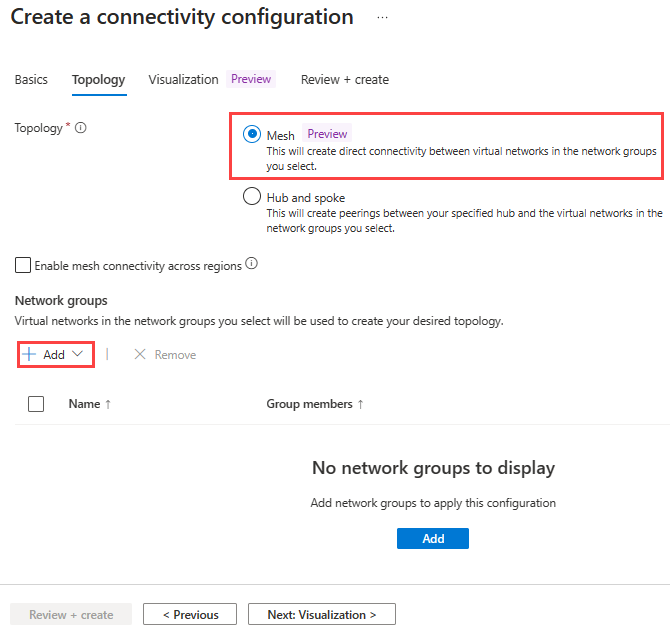 Create a connectivity configuration ...
Basics Topology Visualization Preview Review + create
Topology *
Mesh Preview
This will create direct connectivity between virtual networks in the network groups
you select.
Hub and spoke
This will create peerings between your specified hub and the virtual networks in the
network groups you select.
Enable mesh connectivity across regions
Network groups
Virtual networks in the network groups you select will be used to create your desired topology.
+ Add | × Remove
Name ↑ Group members ↑
No network groups to display
Add network groups to apply this configuration
Add
Review + create < Previous Next: Visualization >